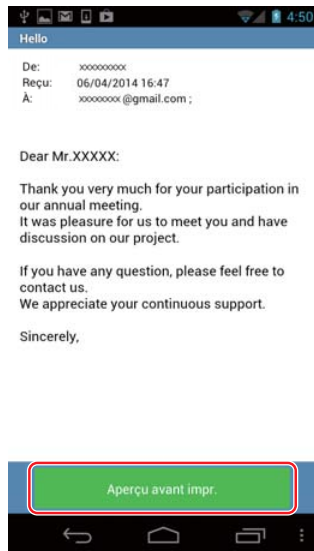 4:50
Hello
De: xxxxxxxxx
Reçu: 06/04/2014 16:47
À: xxxxxxxx @gmail.com ;
Dear Mr.XXXXX:
Thank you very much for your participation in
our annual meeting.
It was pleasure for us to meet you and have
discussion on our project.
If you have any question, please feel free to
contact us.
We appreciate your continuous support.
Sincerely,
Aperçu avant impr.